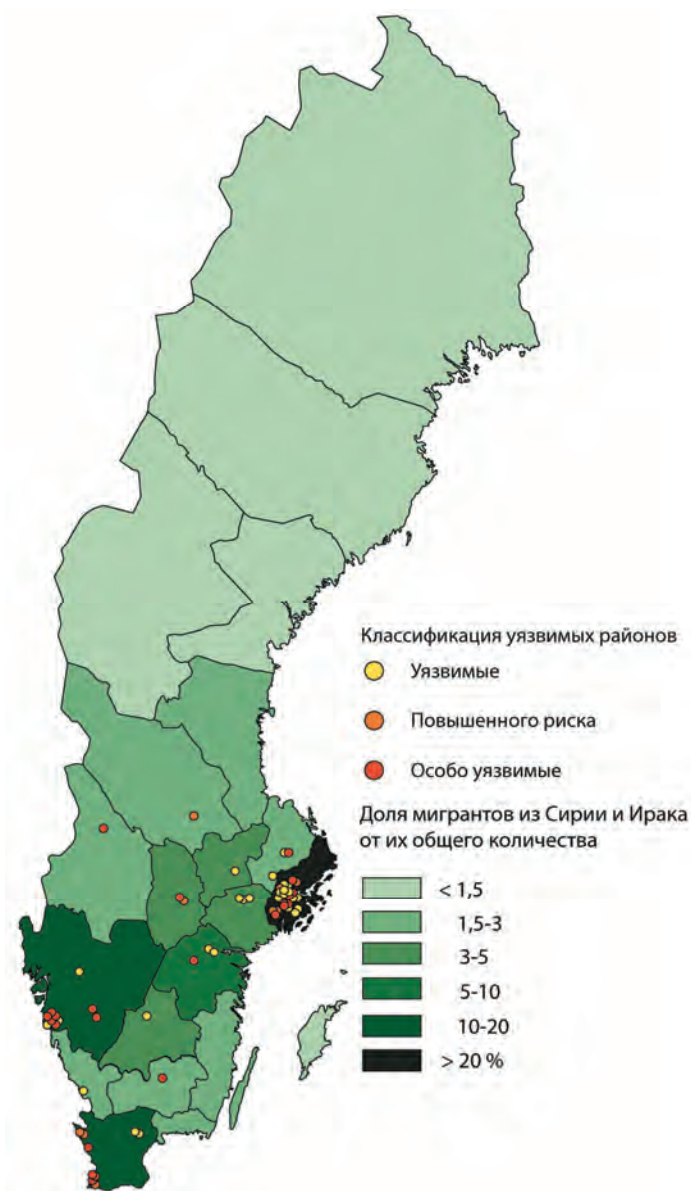 Классификация уязвимых районов
Уязвимые
Повышенного риска
Особо уязвимые
Доля мигрантов из Сирии и Ирака
от их общего количества
< 1,5
1,5-3
3-5
5-10
10-20
> 20 %